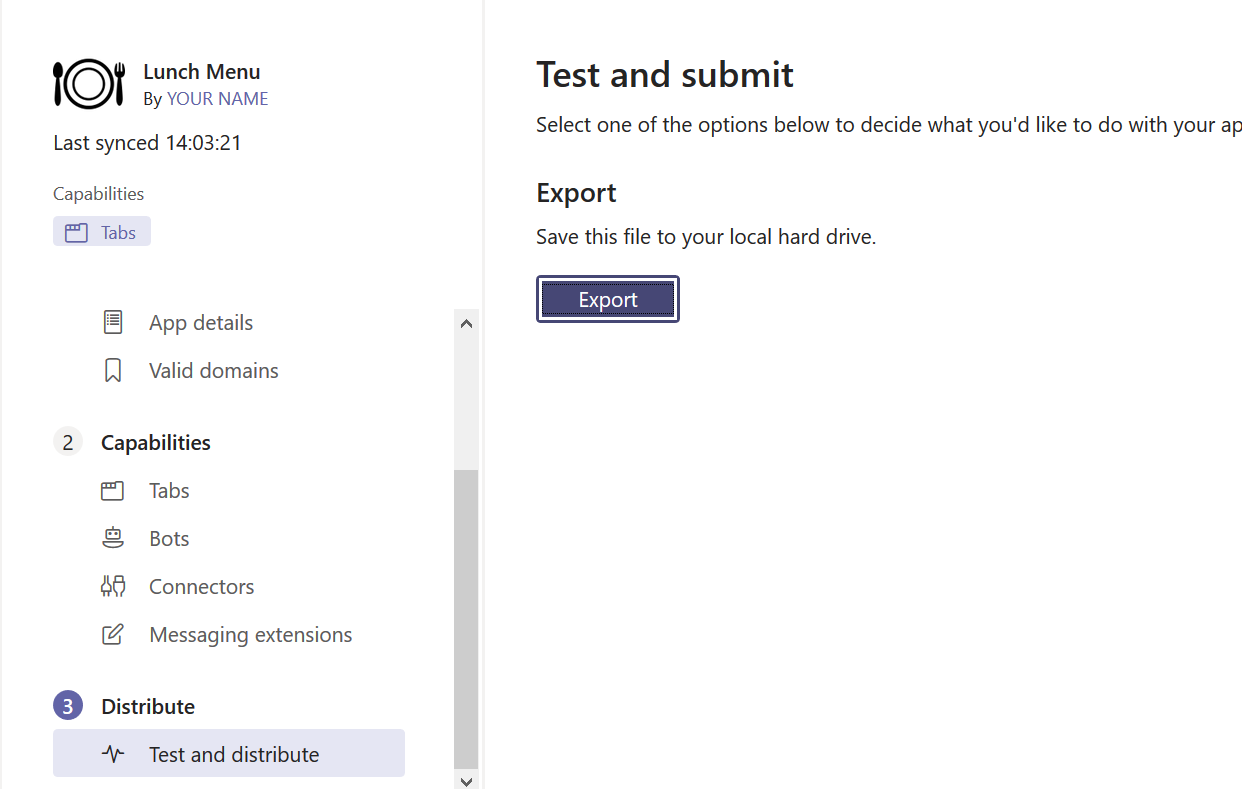 Lunch Menu
By YOUR NAME
Last synced 14:03:21
Capabilities
Tabs
App details
Valid domains
2 Capabilities
Tabs
Bots
Connectors
Messaging extensions
3 Distribute
Test and distribute
Test and submit
Select one of the options below to decide what you'd like to do with your ap
Export
Save this file to your local hard drive.
Export